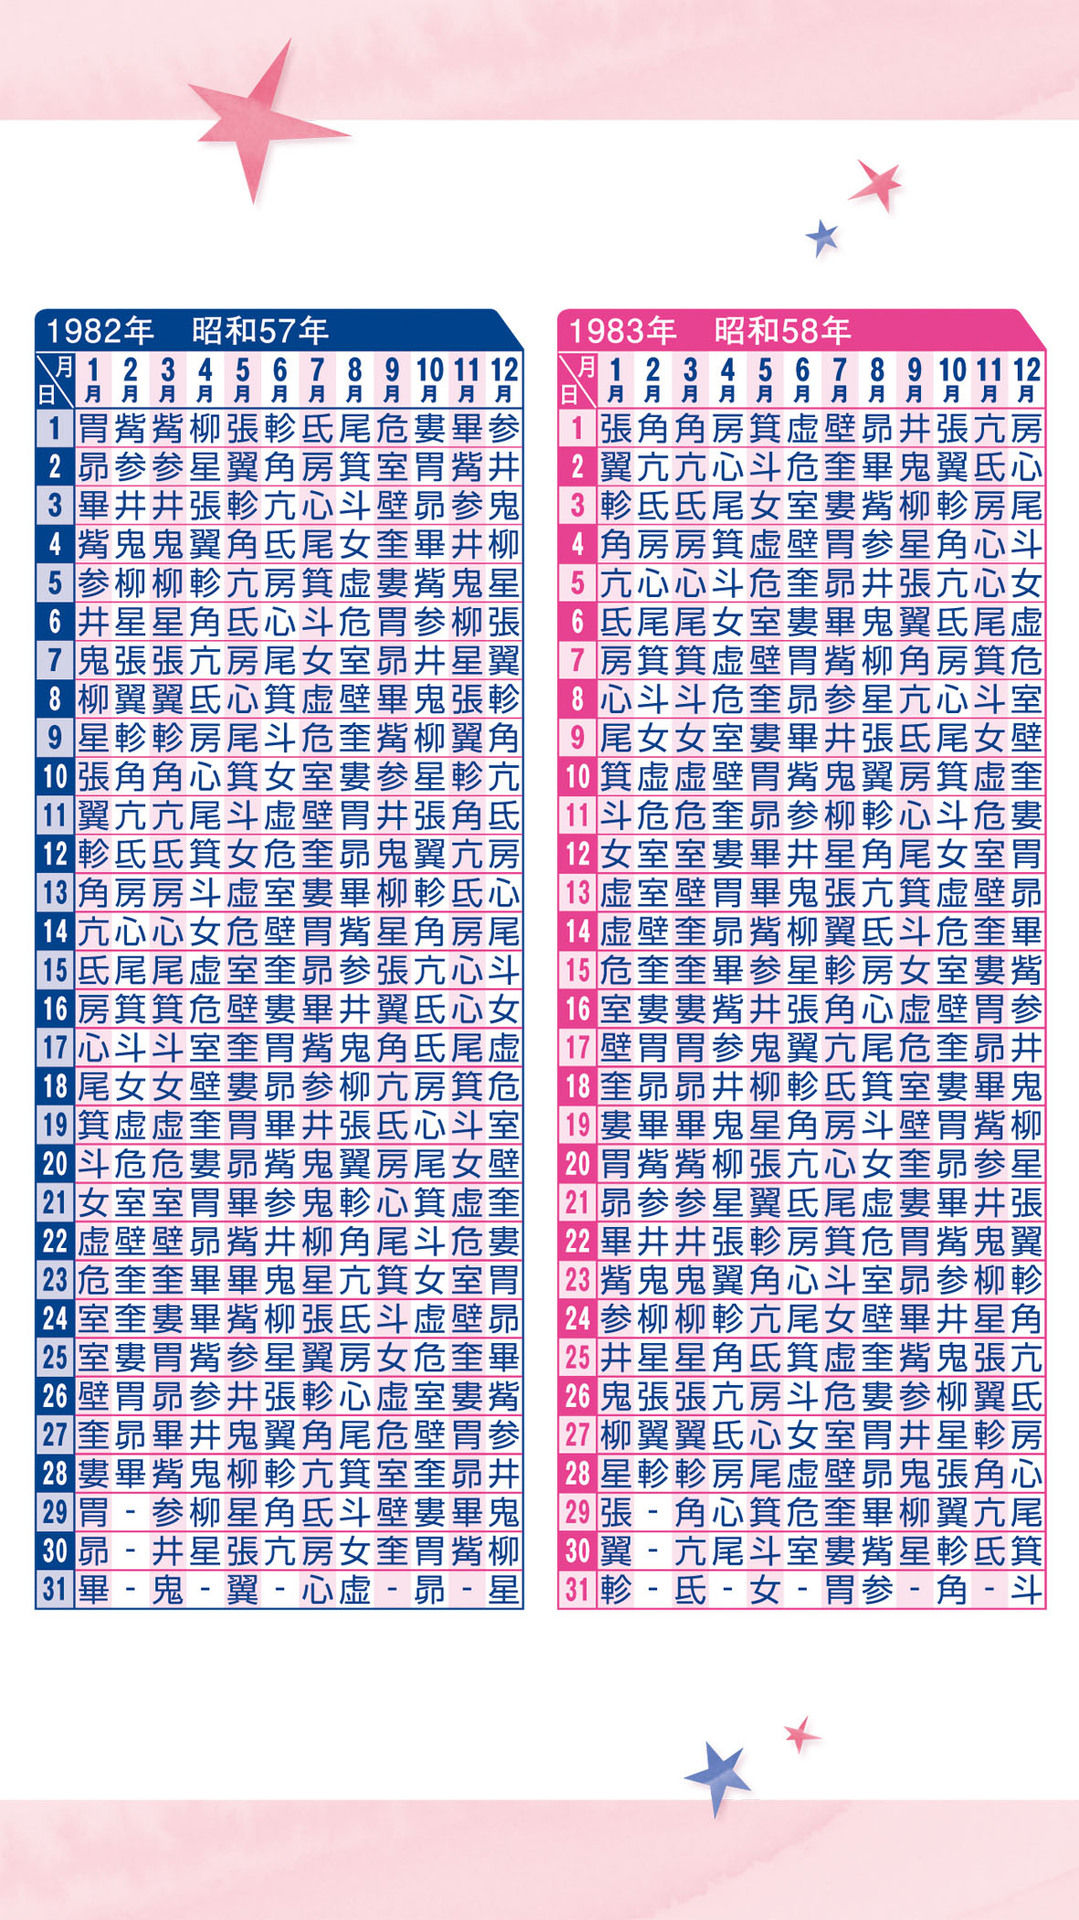 1982年 昭和57年
月 日 1月 2月 3月 4月 5月 6月 7月 8月 9月 10月 11月 12月
1 胃 觜 觜 柳 張 軫 氐 尾 危 婁 畢 参
2 昴 参 参 星 翼 角 房 箕 室 胃 觜 井
3 畢 井 井 張 軫 亢 心 斗 壁 昴 参 鬼
4 觜 鬼 鬼 翼 角 氐 尾 女 奎 畢 井 柳
5 参 柳 柳 軫 亢 房 箕 虚 婁 觜 鬼 星
6 井 星 星 角 氐 心 斗 危 胃 参 柳 張
7 鬼 張 張 亢 房 尾 女 室 昴 井 星 翼
8 柳 翼 翼 氐 心 箕 虚 壁 畢 鬼 張 軫
9 星 軫 軫 房 尾 斗 危 奎 觜 柳 翼 角
10 張 角 角 心 箕 女 室 婁 参 星 軫 亢
11 翼 亢 亢 尾 斗 虚 壁 胃 井 張 角 氐
12 軫 氐 氐 箕 女 危 奎 昴 鬼 翼 亢 房
13 角 房 房 斗 虚 室 婁 畢 柳 軫 氐 心
14 亢 心 心 女 危 壁 胃 觜 星 角 房 尾
15 氐 尾 尾 虚 室 奎 昴 参 張 亢 心 斗
16 房 箕 箕 危 壁 婁 畢 井 翼 氐 心 女
17 心 斗 斗 室 奎 胃 觜 鬼 角 氐 尾 虚
18 尾 女 女 壁 婁 昴 参 柳 亢 房 箕 危
19 箕 虚 虚 奎 胃 畢 井 張 氐 心 斗 室
20 斗 危 危 婁 昴 觜 鬼 翼 房 尾 女 壁
21 女 室 室 胃 畢 参 鬼 軫 心 箕 虚 奎
22 虚 壁 壁 昴 觜 井 柳 角 尾 斗 危 婁
23 危 奎 奎 畢 畢 鬼 星 亢 箕 女 室 胃
24 室 奎 婁 畢 觜 柳 張 氐 斗 虚 壁 昴
25 室 婁 胃 觜 参 星 翼 房 女 危 奎 畢
26 壁 胃 昴 参 井 張 軫 心 虚 室 婁 觜
27 奎 昴 畢 井 鬼 翼 角 尾 危 壁 胃 参
28 婁 畢 觜 鬼 柳 軫 亢 箕 室 奎 昴 井
29 胃 - 参 柳 星 角 氐 斗 壁 婁 畢 鬼
30 昴 - 井 星 張 亢 房 女 奎 胃 觜 柳
31 畢 - 鬼 - 翼 - 心 虚 - 昴 - 星
1983年 昭和58年
月 日 1月 2月 3月 4月 5月 6月 7月 8月 9月 10月 11月 12月
1 張 角 角 房 箕 虚 壁 昴 井 張 亢 房
2 翼 亢 亢 心 斗 危 奎 畢 鬼 翼 氐 心
3 軫 氐 氐 尾 女 室 婁 觜 柳 軫 房 尾
4 角 房 房 箕 虚 壁 胃 参 星 角 心 斗
5 亢 心 心 斗 危 奎 昴 井 張 亢 心 女
6 氐 尾 尾 女 室 婁 畢 鬼 翼 氐 尾 虚
7 房 箕 箕 虚 壁 胃 觜 柳 角 房 箕 危
8 心 斗 斗 危 奎 昴 参 星 亢 心 斗 室
9 尾 女 女 室 婁 畢 井 張 氐 尾 女 壁
10 箕 虚 虚 壁 胃 觜 鬼 翼 房 箕 虚 奎
11 斗 危 危 奎 昴 参 柳 軫 心 斗 危 婁
12 女 室 室 婁 畢 井 星 角 尾 女 室 胃
13 虚 室 壁 胃 畢 鬼 張 亢 箕 虚 壁 昴
14 虚 壁 奎 昴 觜 柳 翼 氐 斗 危 奎 畢
15 危 奎 奎 畢 参 星 軫 房 女 室 婁 觜
16 室 婁 婁 觜 井 張 角 心 虚 壁 胃 参
17 壁 胃 胃 参 鬼 翼 亢 尾 危 奎 昴 井
18 奎 昴 昴 井 柳 軫 氐 箕 室 婁 畢 鬼
19 婁 畢 畢 鬼 星 角 房 斗 壁 胃 觜 柳
20 胃 觜 觜 柳 張 亢 心 女 奎 昴 参 星
21 昴 参 参 星 翼 氐 尾 虚 婁 畢 井 張
22 畢 井 井 張 軫 房 箕 危 胃 觜 鬼 翼
23 觜 鬼 鬼 翼 角 心 斗 室 昴 参 柳 軫
24 参 柳 柳 軫 亢 尾 女 壁 畢 井 星 角
25 井 星 星 角 氐 箕 虚 奎 觜 鬼 張 亢
26 鬼 張 張 亢 房 斗 危 婁 参 柳 翼 氐
27 柳 翼 翼 氐 心 女 室 胃 井 星 軫 房
28 星 軫 軫 房 尾 虚 壁 昴 鬼 張 角 心
29 張 - 角 心 箕 危 奎 畢 柳 翼 亢 尾
30 翼 - 亢 尾 斗 室 婁 觜 星 軫 氐 箕
31 軫 - 氐 - 女 - 胃 参 - 角 - 斗